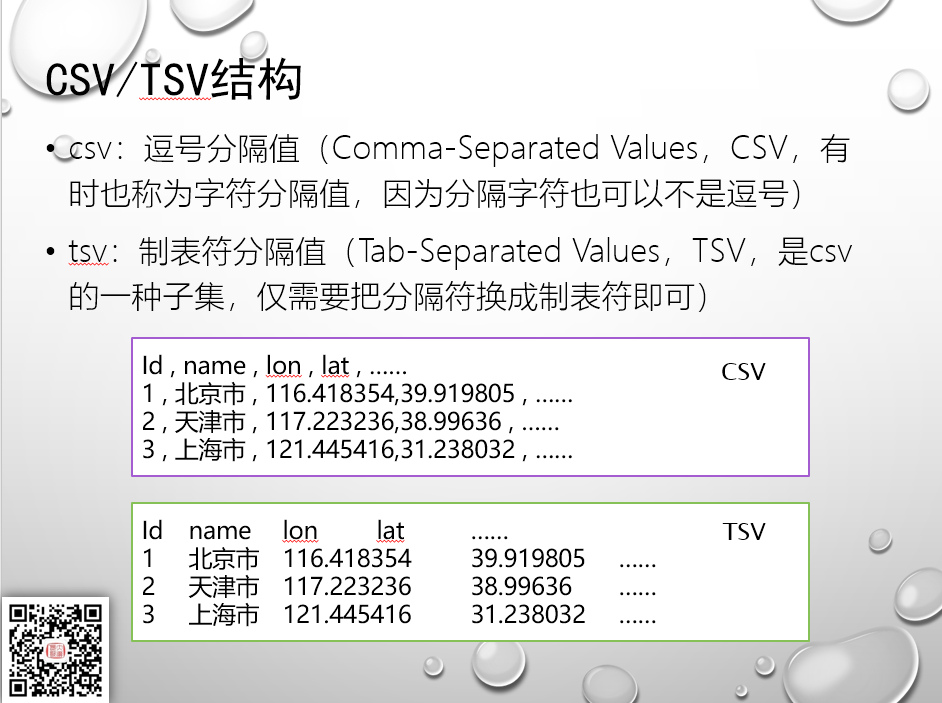 CSV/TSV结构
• csv：逗号分隔值（Comma-Separated Values，CSV，有
时也称为字符分隔值，因为分隔字符也可以不是逗号）
• tsv：制表符分隔值（Tab-Separated Values，TSV，是csv
的一种子集，仅需要把分隔符换成制表符即可）
Id , name , lon , lat , ...... CSV
1 , 北京市 , 116.418354,39.919805 , ......
2 , 天津市 , 117.223236,38.99636 , ......
3 , 上海市 , 121.445416,31.238032 , ......
Id name lon lat ...... TSV
1 北京市 116.418354 39.919805 ......
2 天津市 117.223236 38.99636 ......
3 上海市 121.445416 31.238032 ......